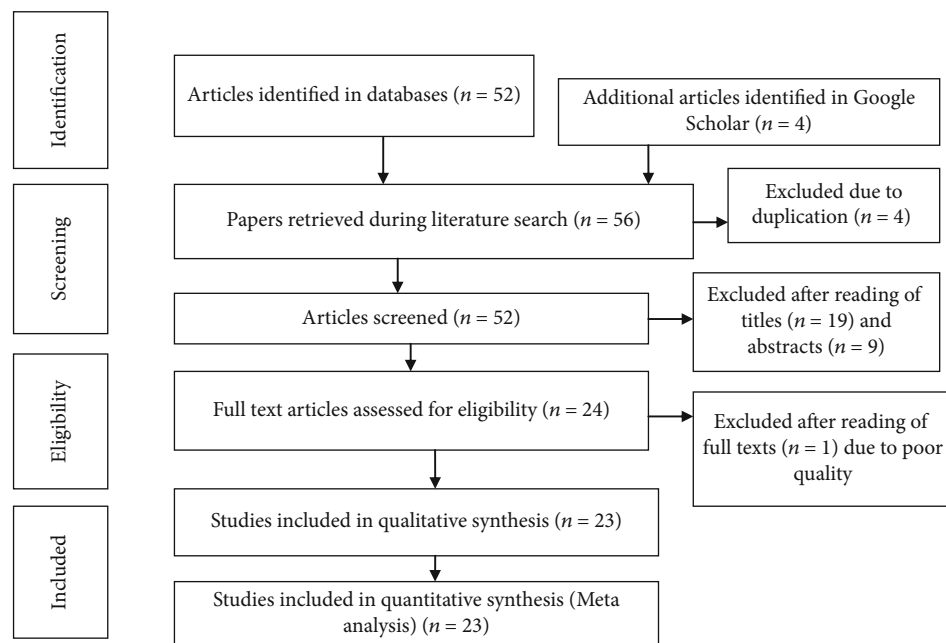 Identification
Articles identified in databases (n = 52)
Additional articles identified in Google
Scholar (n = 4)
Screening
Papers retrieved during literature search (n = 56)
Excluded due to
duplication (n = 4)
Articles screened (n = 52)
Excluded after reading of
titles (n = 19) and
abstracts (n = 9)
Eligibility
Full text articles assessed for eligibility (n = 24)
Excluded after reading of
full texts (n = 1) due to poor
quality
Included
Studies included in qualitative synthesis (n = 23)
Studies included in quantitative synthesis (Meta
analysis) (n = 23)